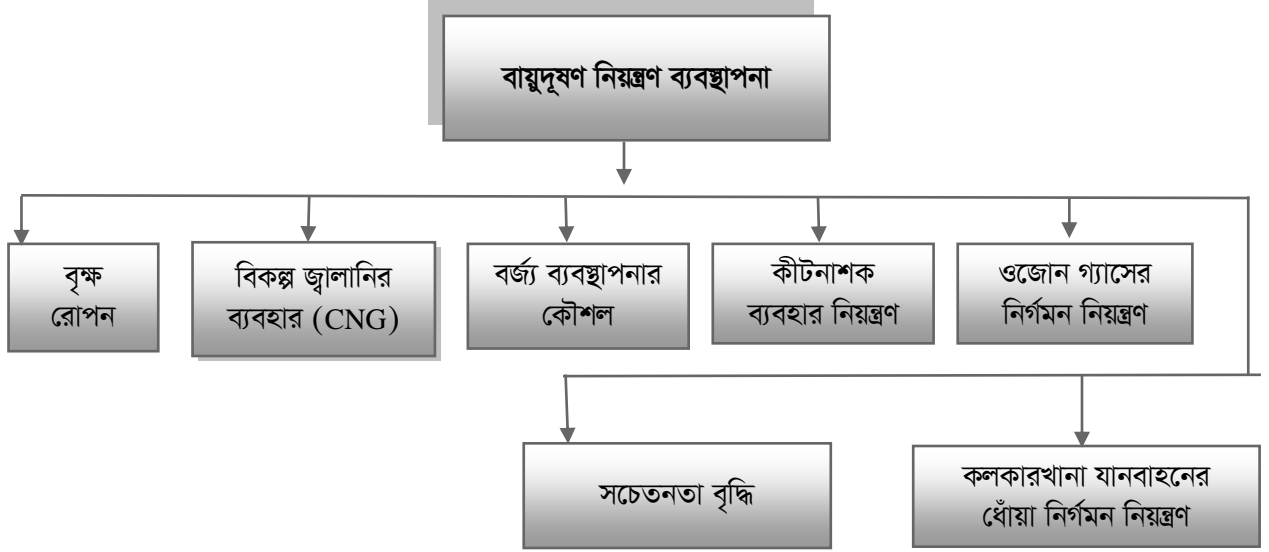 বায়ুদূষণ নিয়ন্ত্রণ ব্যবস্থাপনা
বৃক্ষ
রোপন
বিকল্প জ্বালানির
ব্যবহার (CNG)
বর্জ্য ব্যবস্থাপনার
কৌশল
কীটনাশক
ব্যবহার নিয়ন্ত্রণ
ওজোন গ্যাসের
নির্গমন নিয়ন্ত্রণ
সচেতনতা বৃদ্ধি
কলকারখানা যানবাহনের
ধোঁয়া নির্গমন নিয়ন্ত্রণ